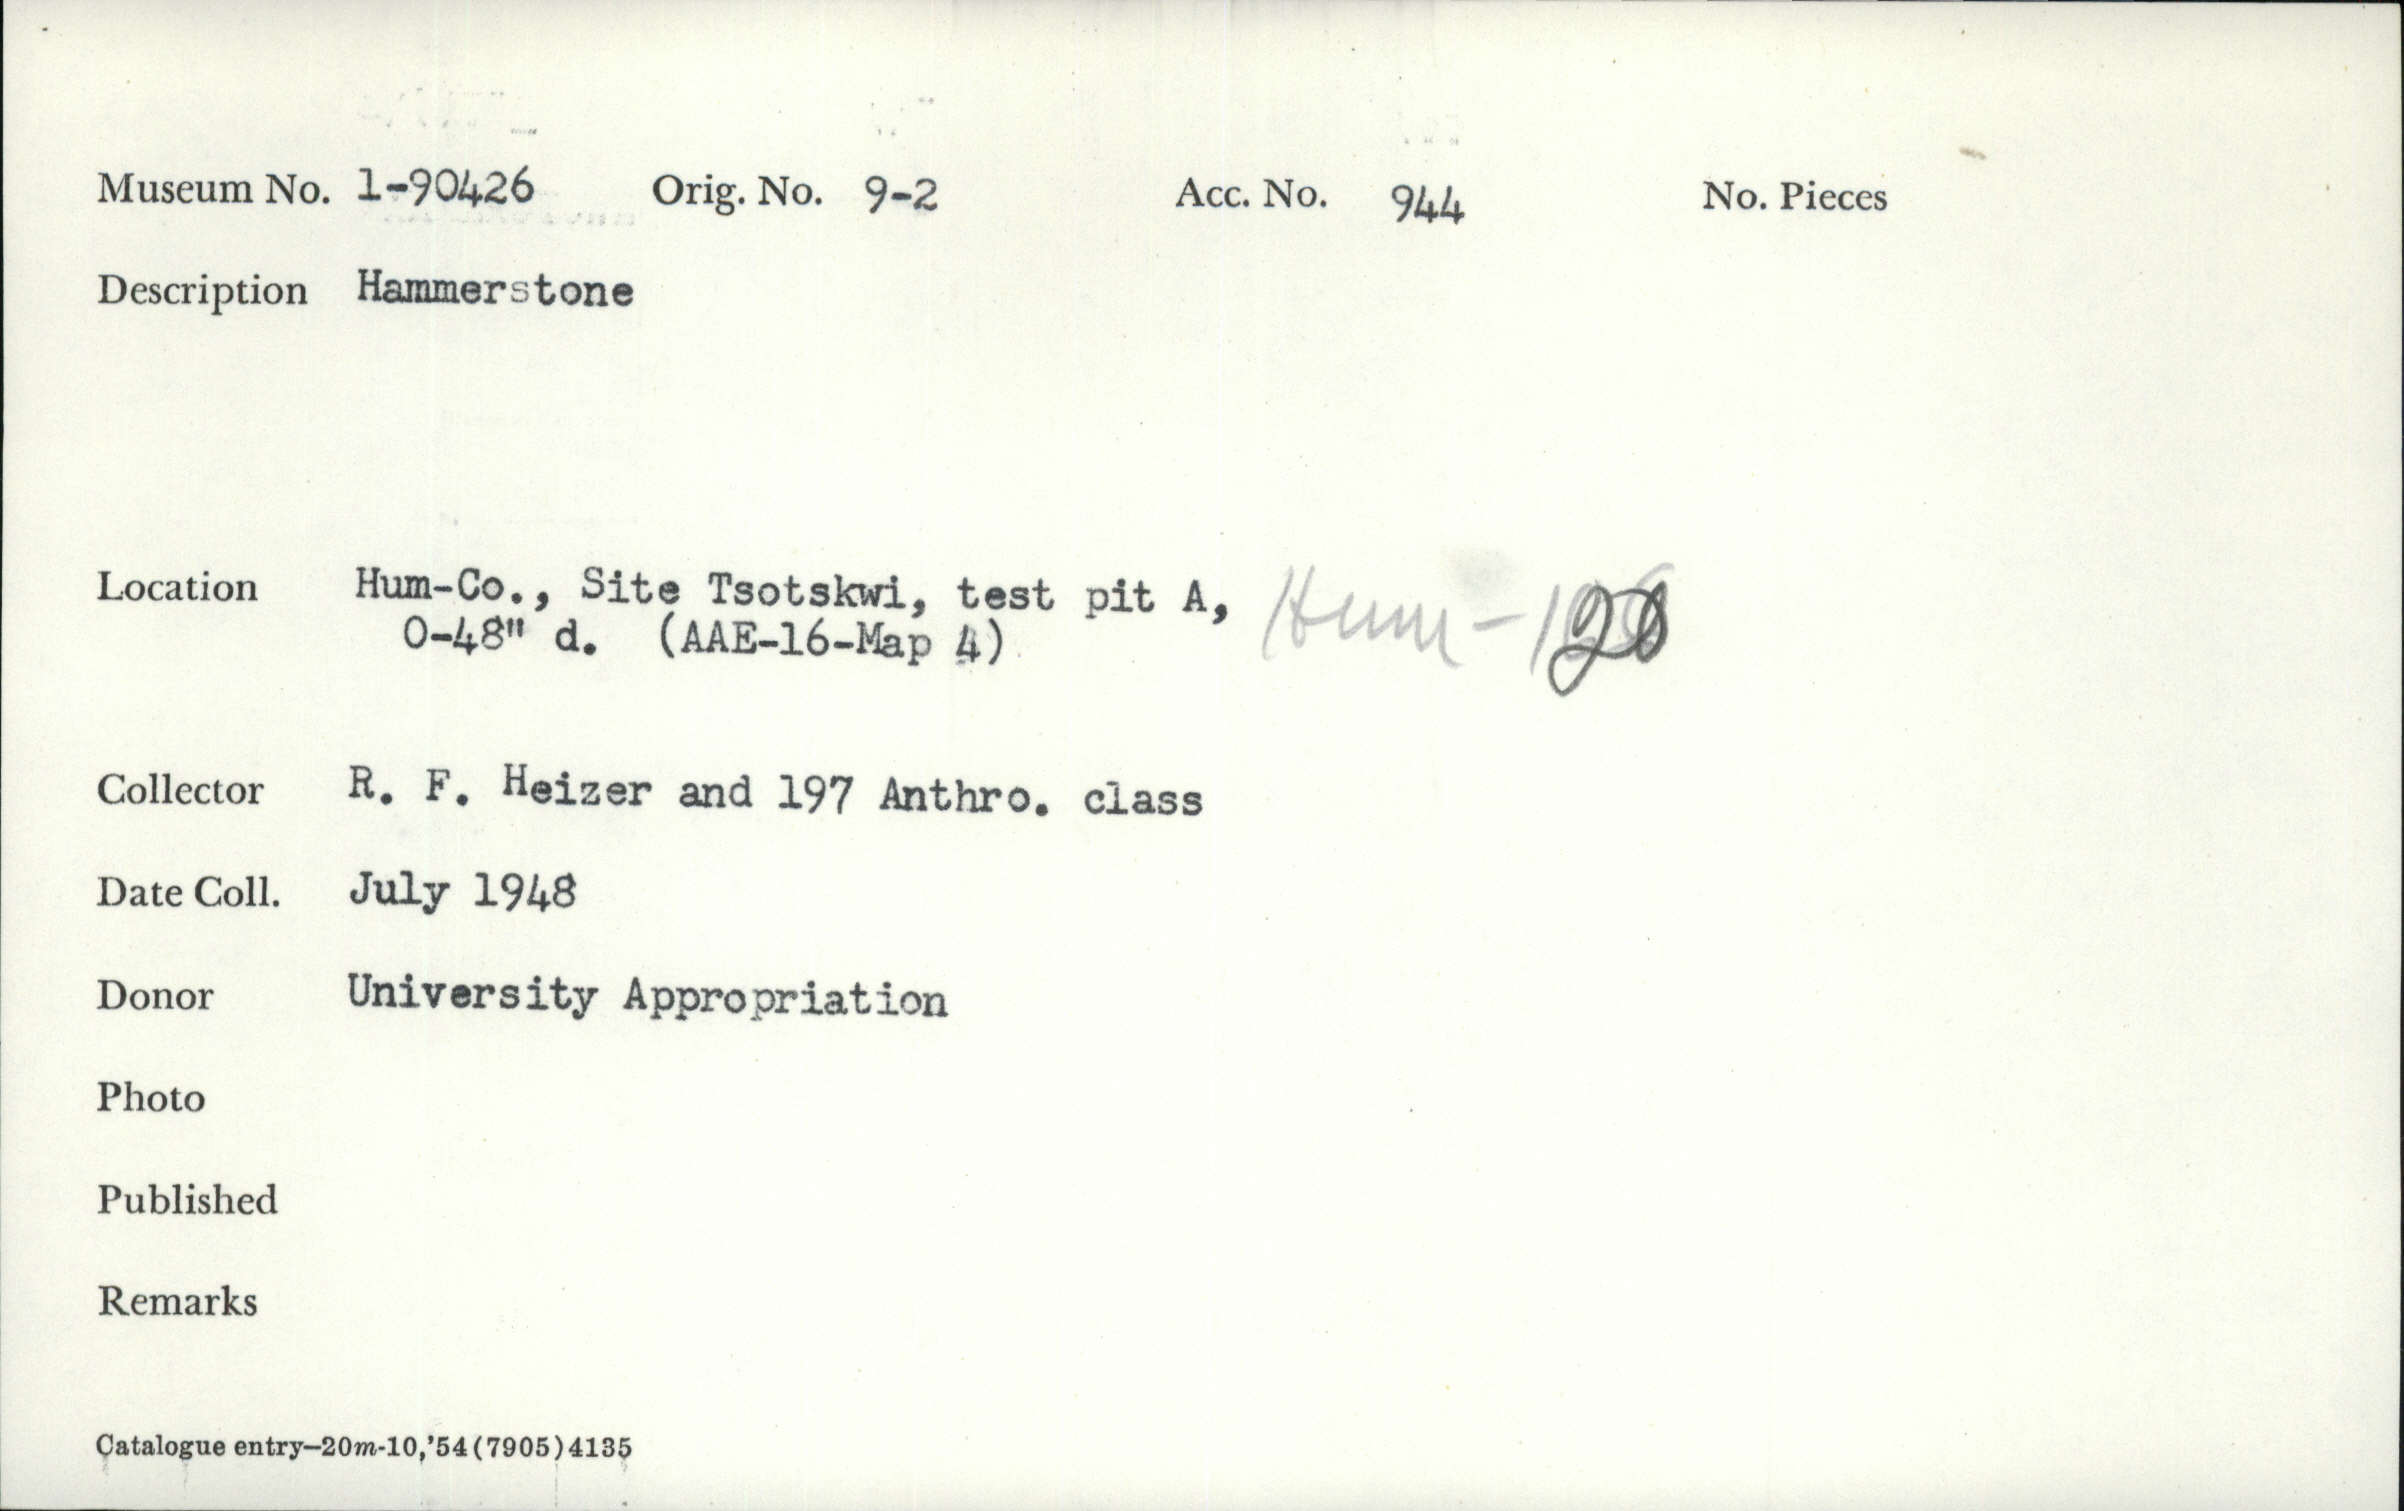 Museum No. 1-90426 Orig. No. 9-2 Acc. No. 944 No. Pieces
Description Hammerstone
Location Hum-Co., Site Tsotskwi, test pit A, Hum-
0-48" d. (AAE-16-Map 4)
Collector R. F. Heizer and 197 Anthro. class
Date Coll. July 1948
Donor University Appropriation
Photo
Published
Remarks
Catalogue entry—20m-10,'54(7905)4135